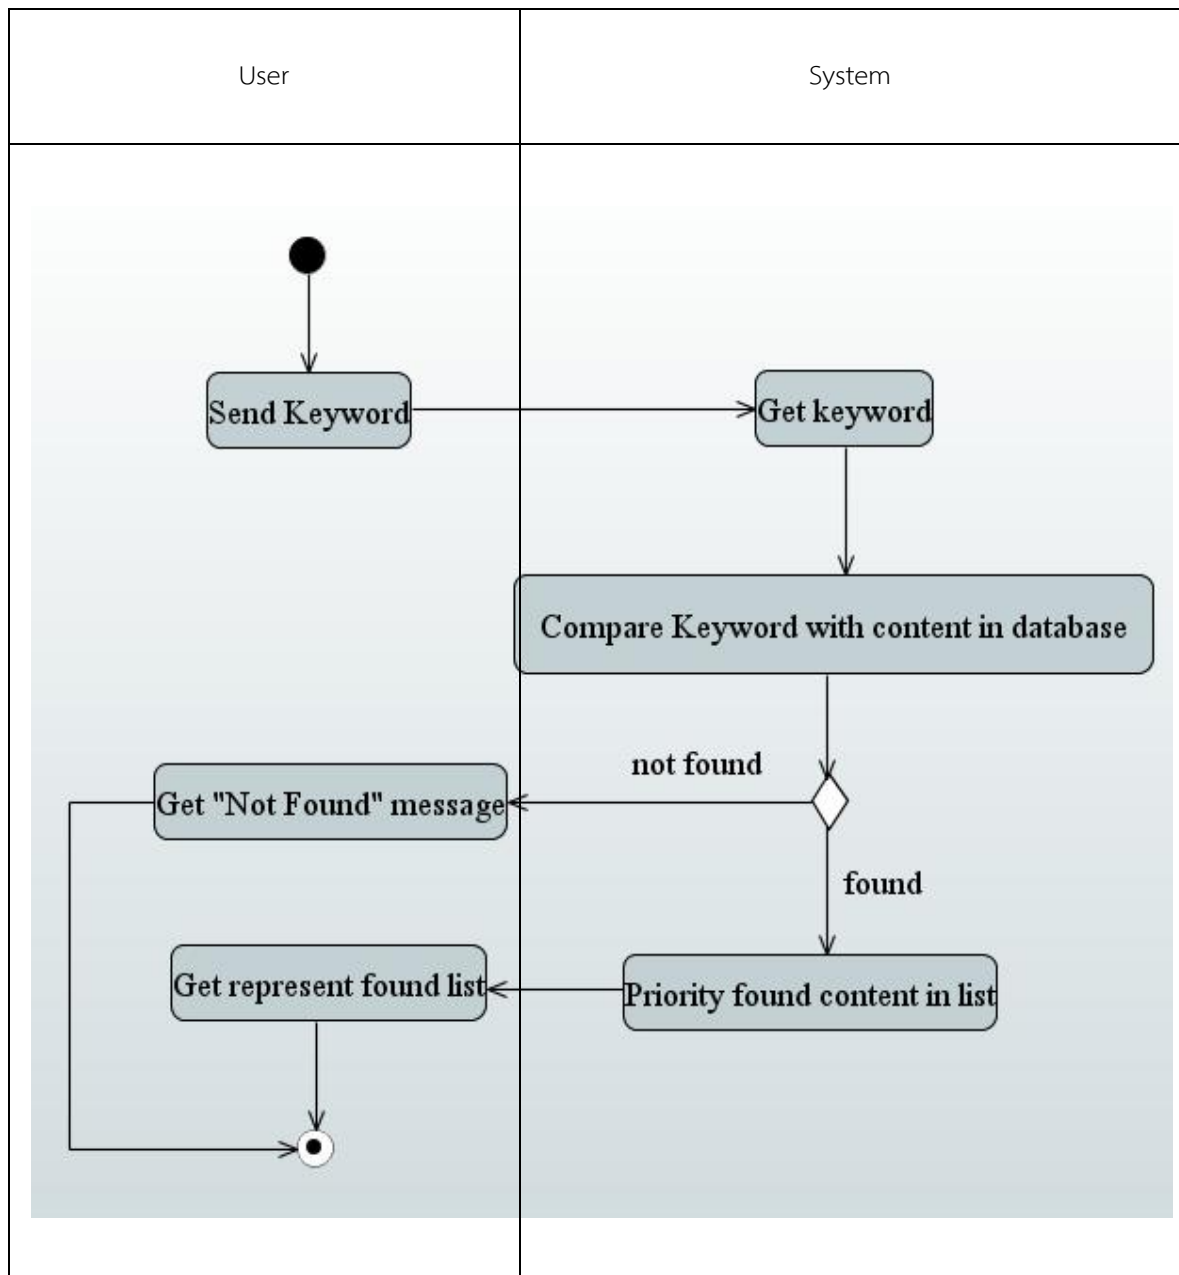 User
System
Send Keyword
Get keyword
Compare Keyword with content in database
not found
Get "Not Found" message
found
Get represent found list
Priority found content in list